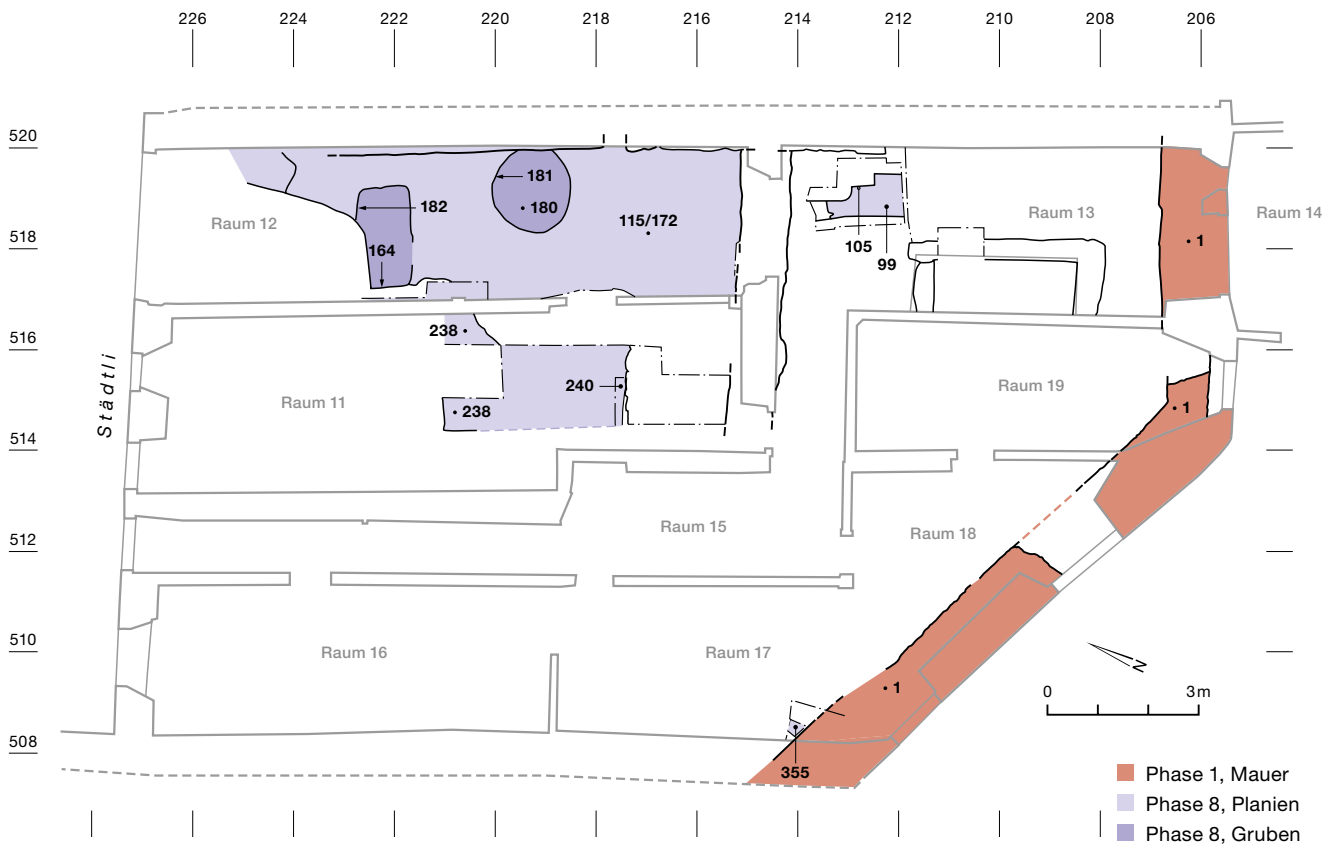 226 224 222 220 218 216 214 212 210 208 206
520
181
182
180
115/172
Raum 12
Raum 13
Raum 14
518
164
105
99
1
238
516
Städtli
240
Raum 19
Raum 11
238
1
514
Raum 15
Raum 18
512
Raum 16
Raum 17
510
N
1
0 3 m
508
355
Phase 1, Mauer
Phase 8, Planien
Phase 8, Gruben